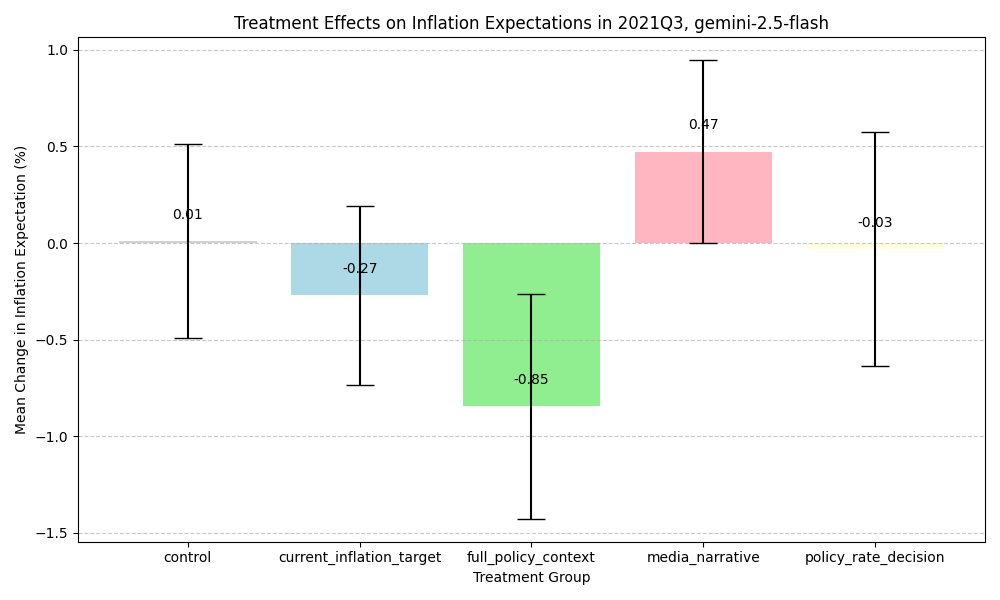 Treatment Effects on Inflation Expectations in 2021Q3, gemini-2.5-flash
Mean Change in Inflation Expectation (%)
1.0
0.5
0.0
−0.5
−1.0
−1.5
0.01
-0.27
-0.85
0.47
-0.03
control
current_inflation_target
full_policy_context
media_narrative
policy_rate_decision
Treatment Group